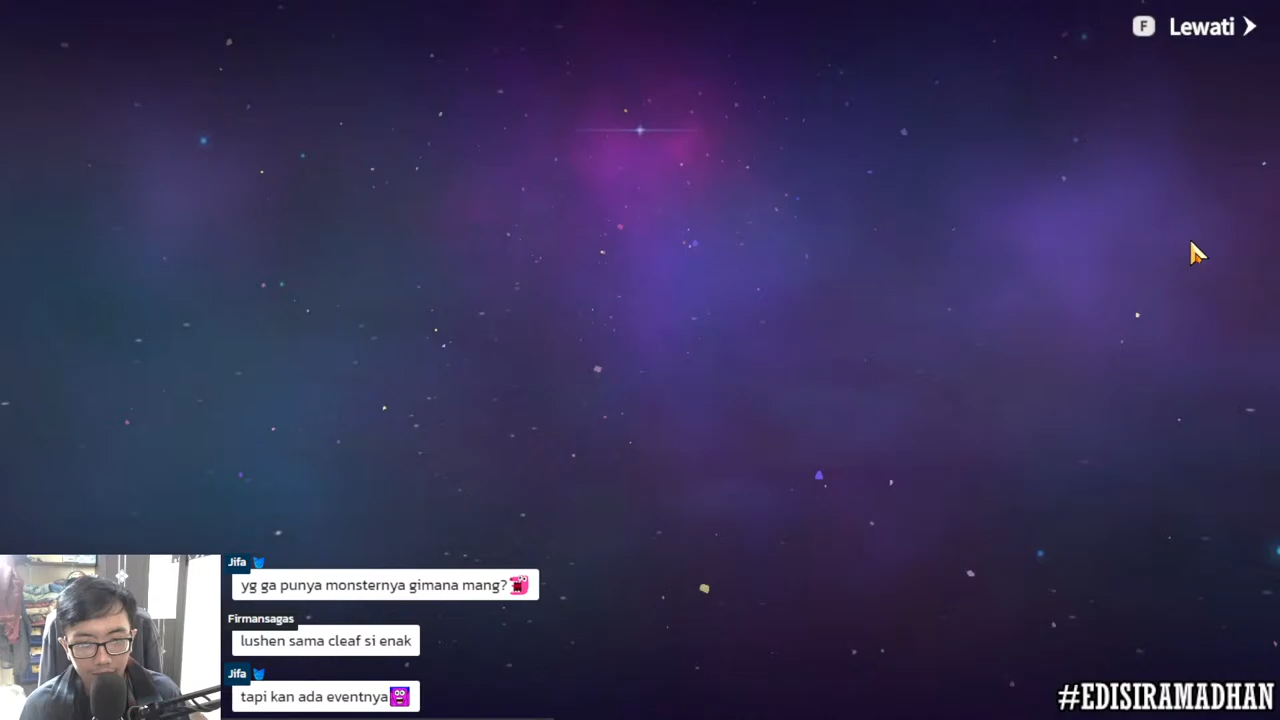 F Lewati
Jifa
yg ga punya monsternya gimana mang?
Firmansagas
lushen sama cleaf si enak
Jifa
tapi kan ada eventnya
#EDISIRAMADHAN